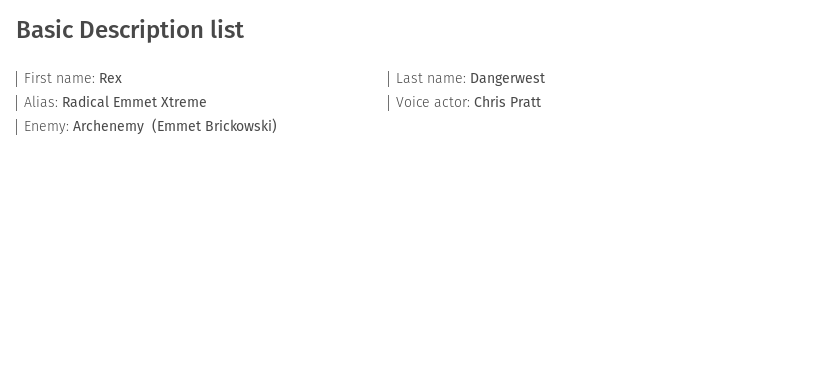 Basic Description list
First name: Rex
Last name: Dangerwest
Alias: Radical Emmet Xtreme
Voice actor: Chris Pratt
Enemy: Archenemy  (Emmet Brickowski)